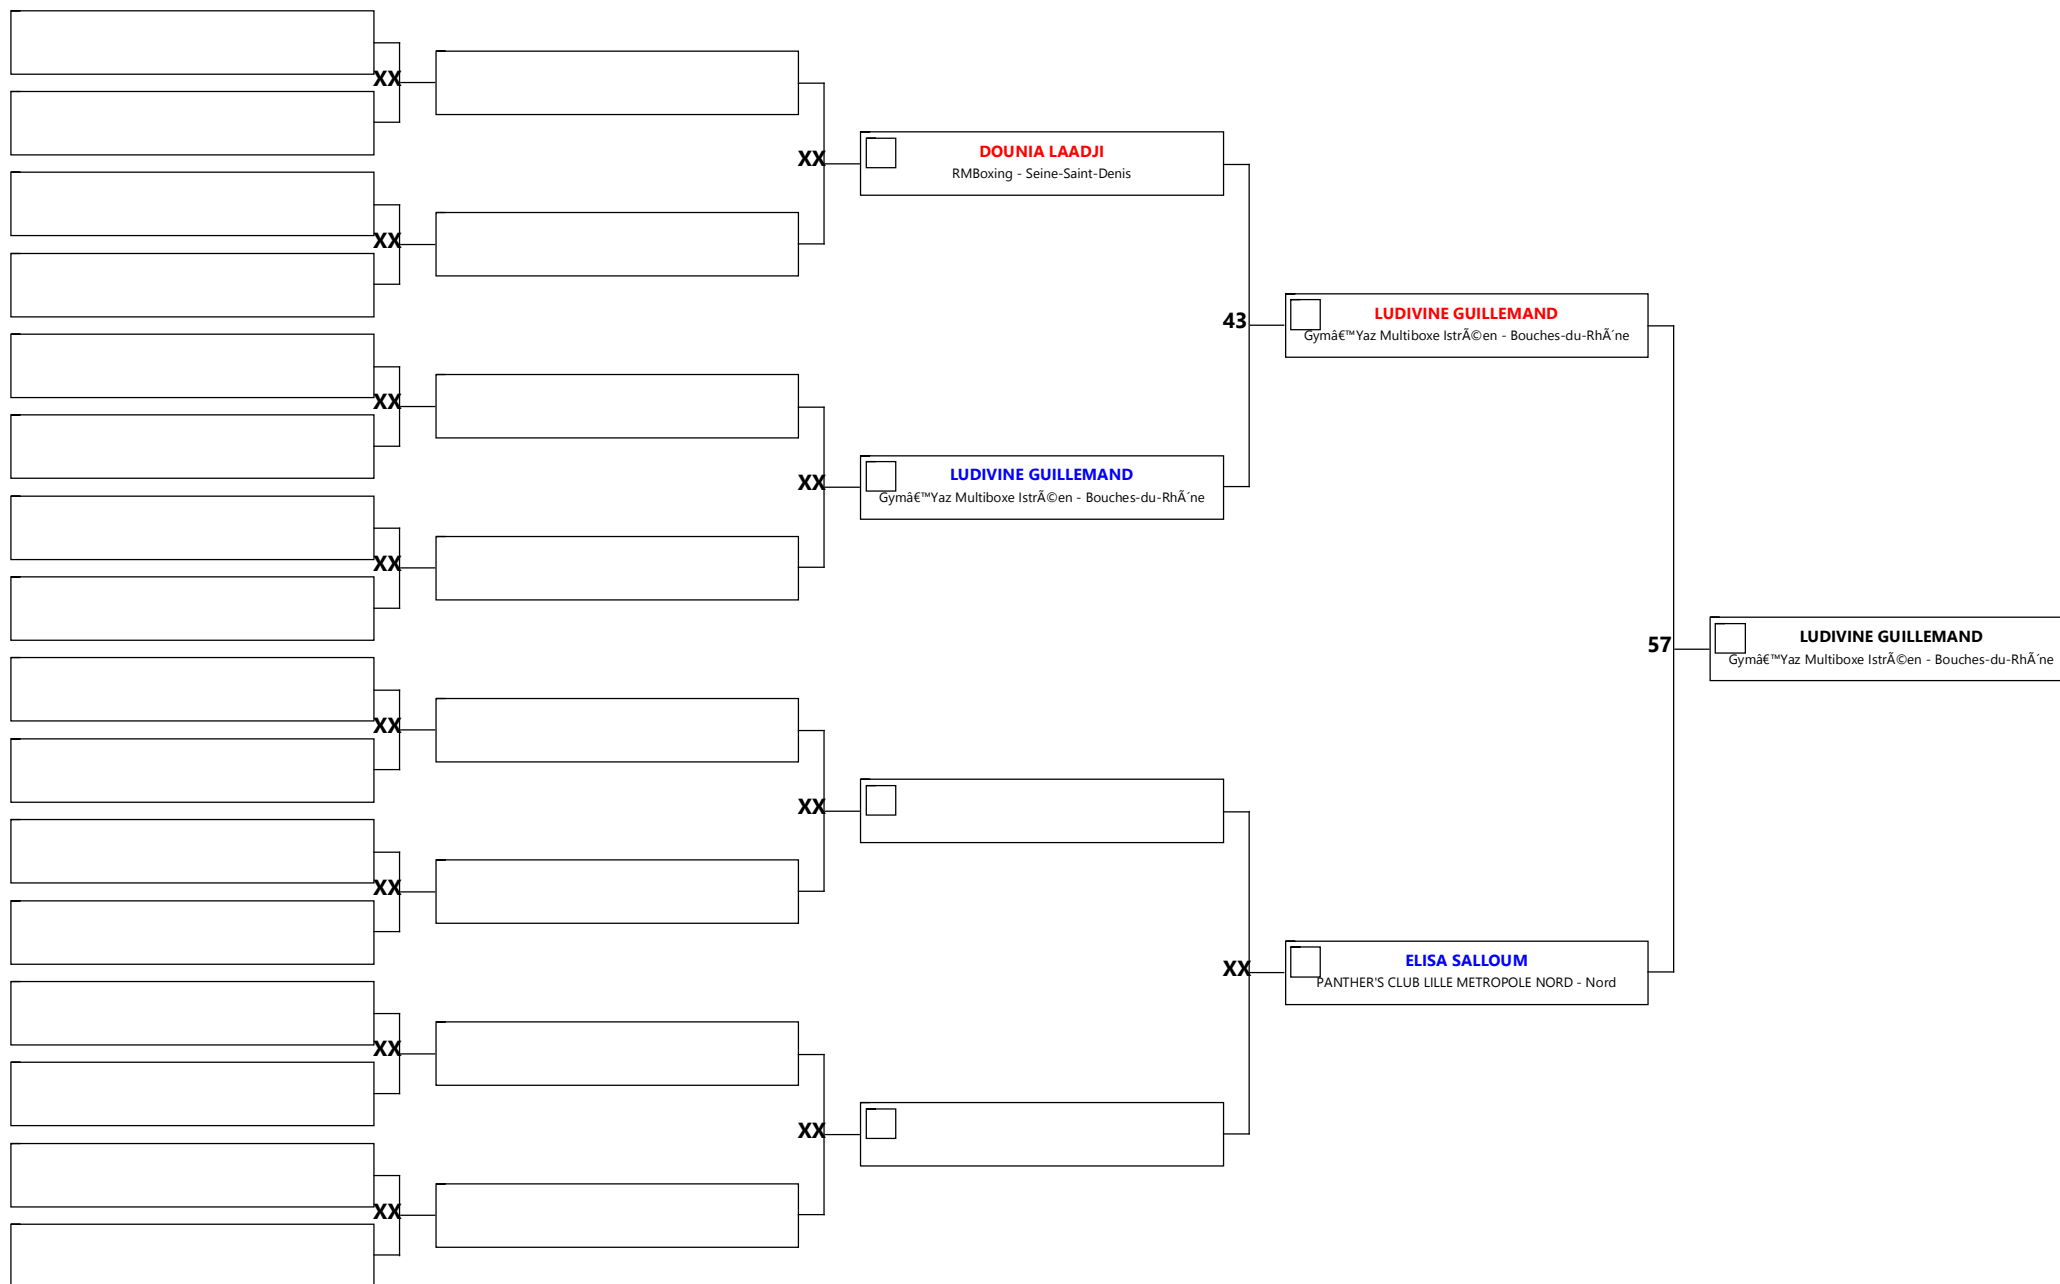 XX
XX
DOUNIA LAADJI
RMBoxing - Seine-Saint-Denis
XX
43
LUDIVINE GUILLEMAND
Gymâ€™Yaz Multiboxe IstrÃ©en - Bouches-du-RhÃ´ne
XX
XX
LUDIVINE GUILLEMAND
Gymâ€™Yaz Multiboxe IstrÃ©en - Bouches-du-RhÃ´ne
XX
57
LUDIVINE GUILLEMAND
Gymâ€™Yaz Multiboxe IstrÃ©en - Bouches-du-RhÃ´ne
XX
XX
XX
XX
ELISA SALLOUM
PANTHER'S CLUB LILLE METROPOLE NORD - Nord
XX
XX
XX